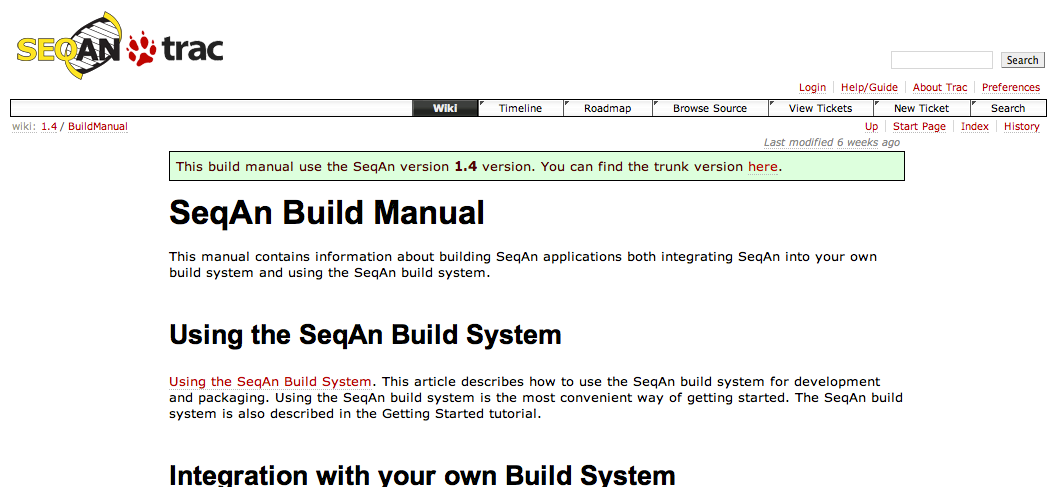 SEQAN trac
Search
Login Help/Guide About Trac Preferences
Wiki Timeline Roadmap Browse Source View Tickets New Ticket Search
wiki: 1.4 / BuildManual Up Start Page Index History
Last modified 6 weeks ago
This build manual use the SeqAn version 1.4 version. You can find the trunk version here.
SeqAn Build Manual
This manual contains information about building SeqAn applications both integrating SeqAn into your own
build system and using the SeqAn build system.
Using the SeqAn Build System
Using the SeqAn Build System. This article describes how to use the SeqAn build system for development
and packaging. Using the SeqAn build system is the most convenient way of getting started. The SeqAn build
system is also described in the Getting Started tutorial.
Integration with your own Build System